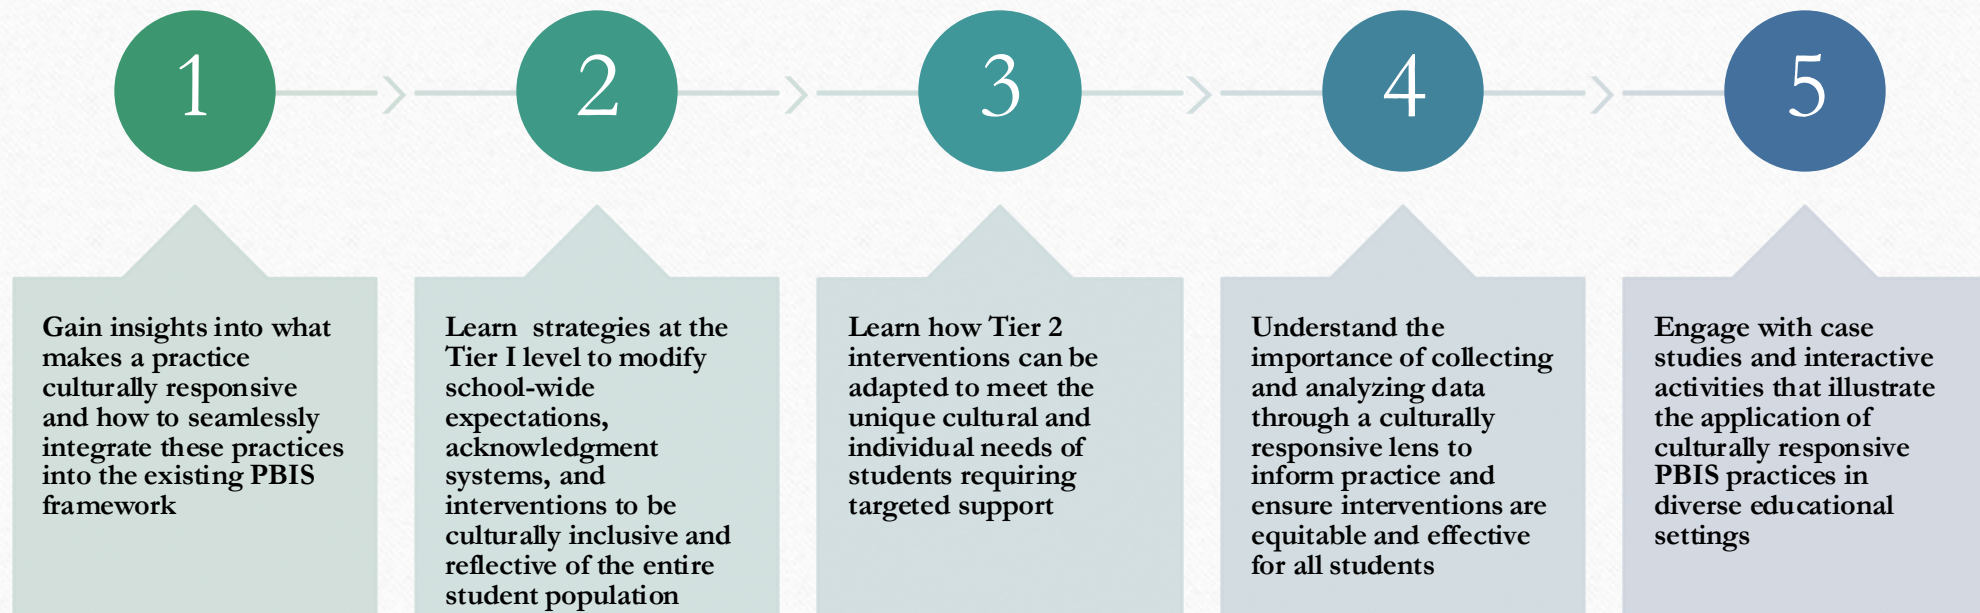 1
2
3
4
5
Gain insights into what
makes a practice
culturally responsive
and how to seamlessly
integrate these practices
into the existing PBIS
framework
Learn strategies at the
Tier I level to modify
school-wide
expectations,
acknowledgment
systems, and
interventions to be
culturally inclusive and
reflective of the entire
student population
Learn how Tier 2
interventions can be
adapted to meet the
unique cultural and
individual needs of
students requiring
targeted support
Understand the
importance of collecting
and analyzing data
through a culturally
responsive lens to
inform practice and
ensure interventions are
equitable and effective
for all students
Engage with case
studies and interactive
activities that illustrate
the application of
culturally responsive
PBIS practices in
diverse educational
settings